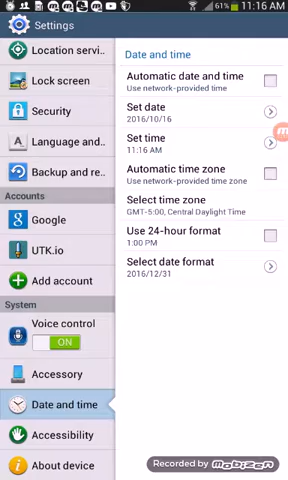 61% 11:16 AM
Settings
Location servi..
Lock screen
Security
Language and..
Backup and re..
Accounts
Google
UTK.io
Add account
System
Voice control
ON
Accessory
Date and time
Accessibility
About device
Date and time
Automatic date and time
Use network-provided time
Set date
2016/10/16
Set time
11:16 AM
Automatic time zone
Use network-provided time zone
Select time zone
GMT-5:00, Central Daylight Time
Use 24-hour format
1:00 PM
Select date format
2016/12/31
Recorded by mobizen